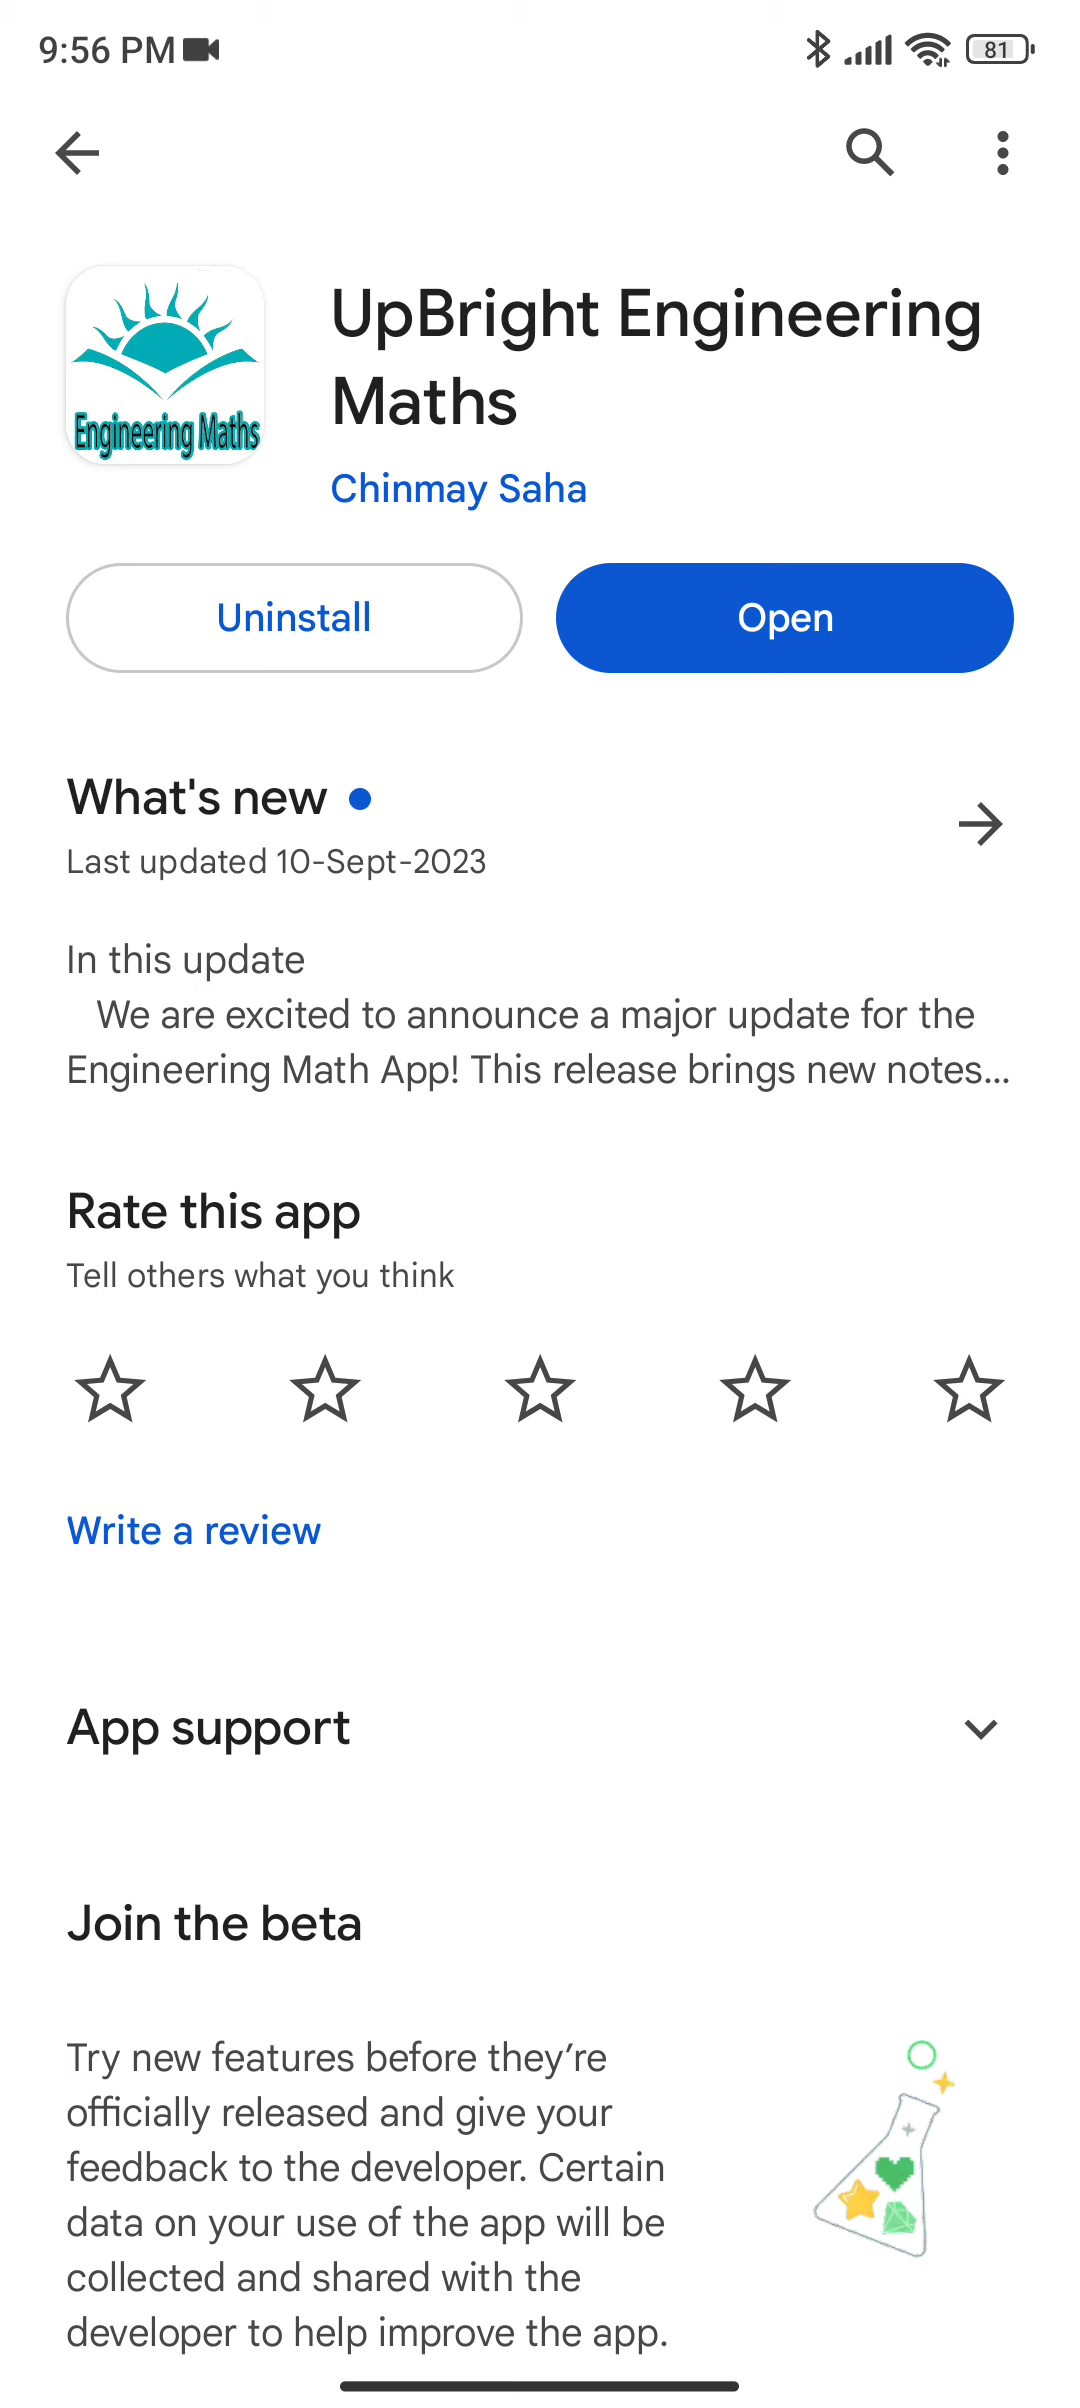 9:56 PM
81
UpBright Engineering
Maths
Engineering Maths
Chinmay Saha
Uninstall
Open
What's new
Last updated 10-Sept-2023
In this update
We are excited to announce a major update for the
Engineering Math App! This release brings new notes...
Rate this app
Tell others what you think
Write a review
App support
Join the beta
Try new features before they’re
officially released and give your
feedback to the developer. Certain
data on your use of the app will be
collected and shared with the
developer to help improve the app.